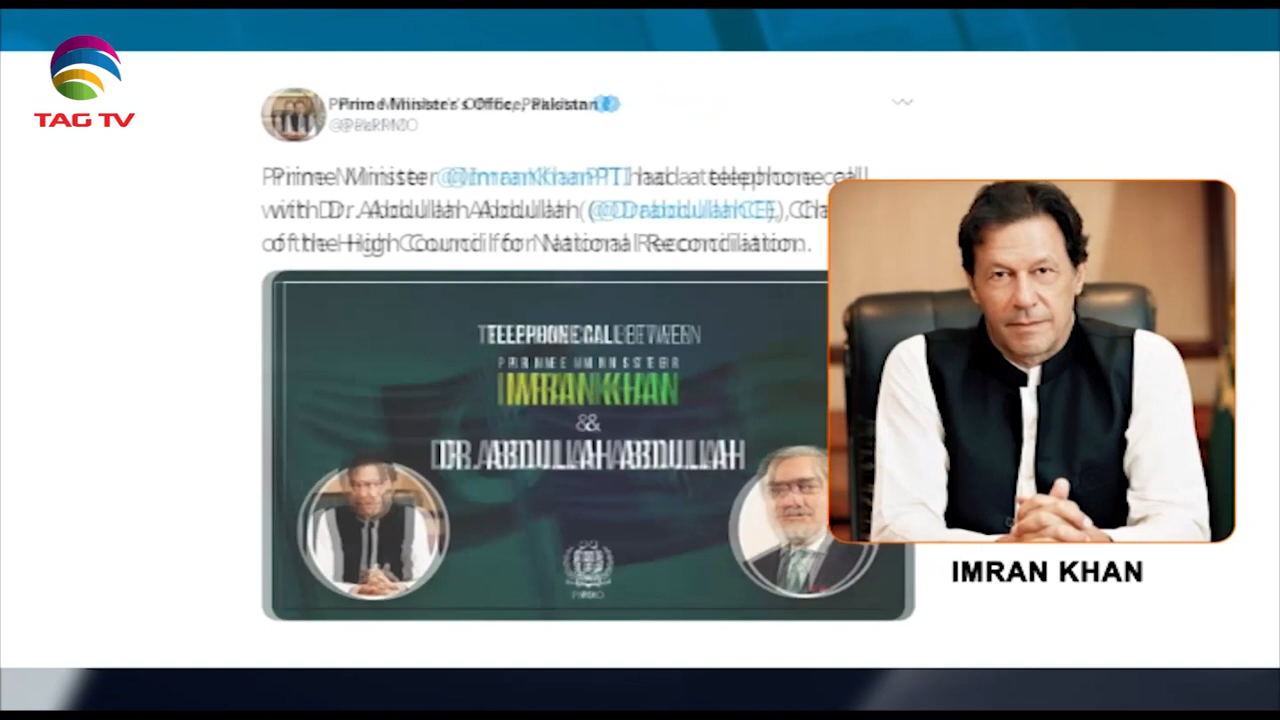 TAG TV
Prime Minister's Office, Pakistan
Prime Minister @ImranKhanPTI had a telephone call
with Dr. Abdullah Abdullah (@DrabdullahCE),
of the High Council for National Reconciliation.
TELEPHONE CALL BETWEEN
PRIME MINISTER
IMRAN KHAN
&
DR. ABDULLAH ABDULLAH
IMRAN KHAN